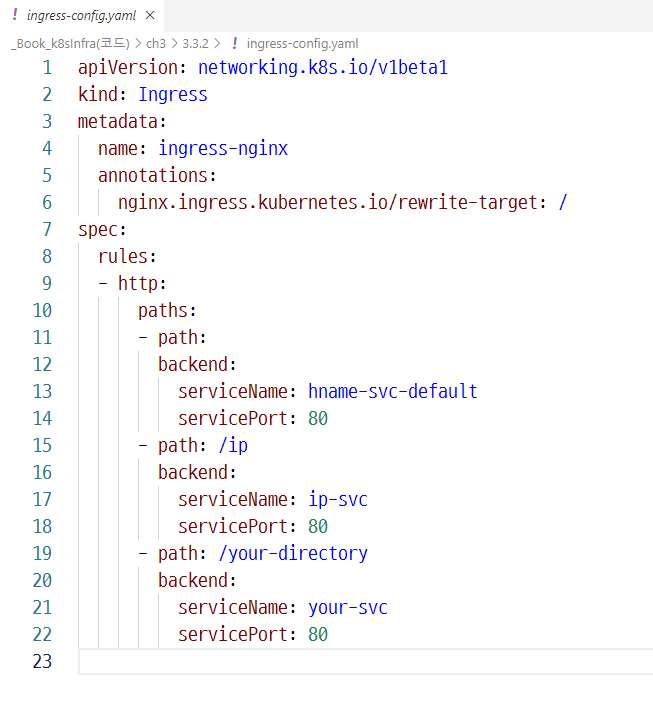 ! ingress-config.yaml ×
_Book_k8sInfra(코드) > ch3 > 3.3.2 > ! ingress-config.yaml
1 apiVersion: networking.k8s.io/v1beta1
2 kind: Ingress
3 metadata:
4   name: ingress-nginx
5   annotations:
6     nginx.ingress.kubernetes.io/rewrite-target: /
7 spec:
8   rules:
9   - http:
10       paths:
11       - path:
12         backend:
13           serviceName: hname-svc-default
14           servicePort: 80
15       - path: /ip
16         backend:
17           serviceName: ip-svc
18           servicePort: 80
19       - path: /your-directory
20         backend:
21           serviceName: your-svc
22           servicePort: 80
23